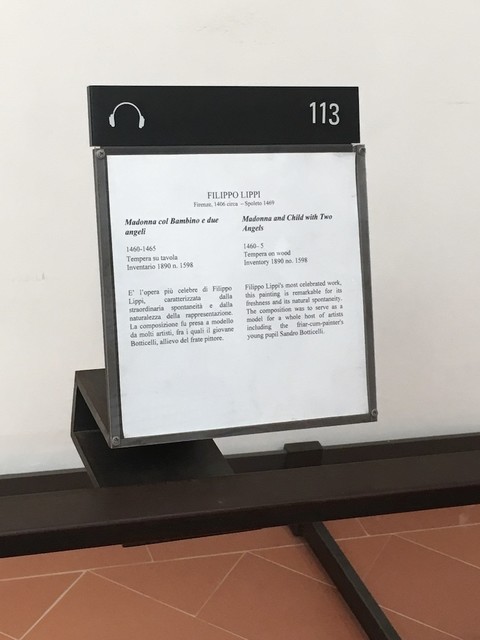 113
FILIPPO LIPPI
Firenze, 1406 circa – Spoleto 1469
Madonna col Bambino e due
angeli
1460-1465
Tempera su tavola
Inventario 1890 n. 1598
E' l'opera più celebre di Filippo
Lippi, caratterizzata dalla
straordinaria spontaneità e dalla
naturalezza della rappresentazione.
La composizione fu presa a modello
da molti artisti, fra i quali il giovane
Botticelli, allievo del frate pittore.
Madonna and Child with Two
Angels
1460- 5
Tempera on wood
Inventory 1890 no. 1598
Filippo Lippi's most celebrated work,
this painting is remarkable for its
freshness and its natural spontaneity.
The composition was to serve as a
model for a whole host of artists
including the friar-cum-painter's
young pupil Sandro Botticelli.